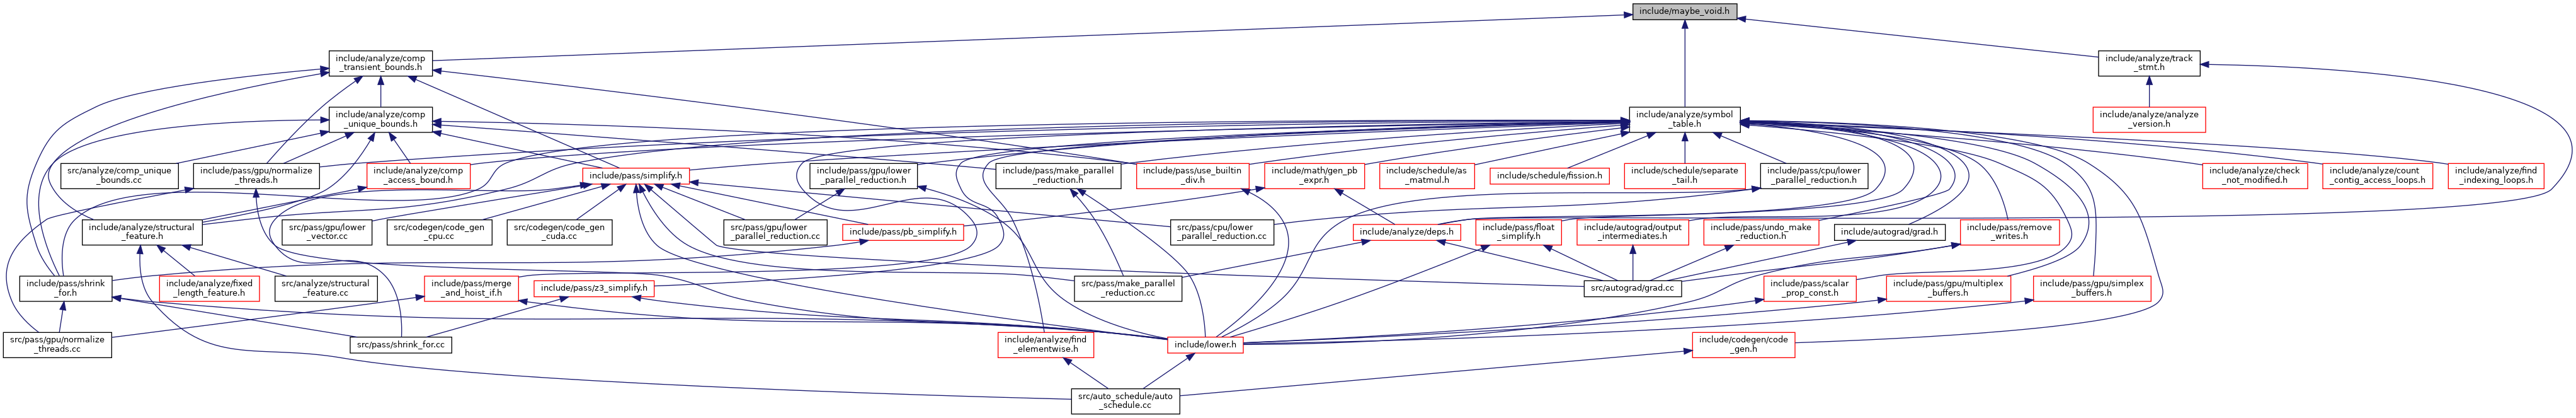 include/maybe_void.h
include/analyze/comp
_transient_bounds.h
include/analyze/track
_stmt.h
include/analyze/comp
_unique_bounds.h
include/analyze/symbol
_table.h
include/analyze/analyze
_version.h
src/analyze/comp_unique
_bounds.cc
include/pass/gpu/normalize
_threads.h
include/analyze/comp
_access_bound.h
include/pass/simplify.h
include/pass/gpu/lower
_parallel_reduction.h
include/pass/make_parallel
_reduction.h
include/pass/use_builtin
_div.h
include/math/gen_pb
_expr.h
include/schedule/as
_matmul.h
include/schedule/fission.h
include/schedule/separate
_tail.h
include/pass/cpu/lower
_parallel_reduction.h
include/analyze/check
_not_modified.h
include/analyze/count
_contig_access_loops.h
include/analyze/find
_indexing_loops.h
include/analyze/structural
_feature.h
src/pass/gpu/lower
_vector.cc
src/codegen/code_gen
_cpu.cc
src/codegen/code_gen
_cuda.cc
src/pass/gpu/lower
_parallel_reduction.cc
include/pass/pb_simplify.h
src/pass/cpu/lower
_parallel_reduction.cc
include/analyze/deps.h
include/pass/float
_simplify.h
include/autograd/output
_intermediates.h
include/pass/undo_make
_reduction.h
include/autograd/grad.h
include/pass/remove
_writes.h
include/pass/shrink
_for.h
include/analyze/fixed
_length_feature.h
src/analyze/structural
_feature.cc
include/pass/merge
_and_hoist_if.h
include/pass/z3_simplify.h
src/pass/make_parallel
_reduction.cc
src/autograd/grad.cc
include/pass/scalar
_prop_const.h
include/pass/gpu/multiplex
_buffers.h
include/pass/gpu/simplex
_buffers.h
src/pass/gpu/normalize
_threads.cc
src/pass/shrink_for.cc
include/analyze/find
_elementwise.h
include/lower.h
include/codegen/code
_gen.h
src/auto_schedule/auto
_schedule.cc